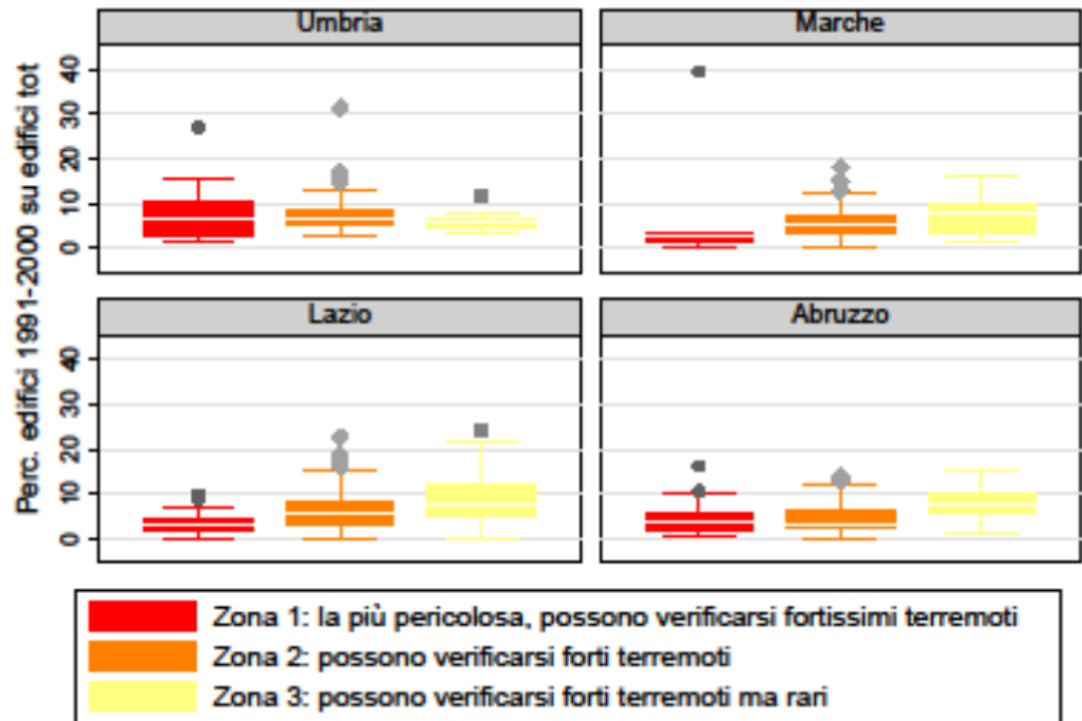 Umbria
Marche
Perc. edifici 1991-2000 su edifici tot
40
30
20
10
0
Lazio
Abruzzo
40
30
20
10
0
Zona 1: la più pericolosa, possono verificarsi fortissimi terremoti
Zona 2: possono verificarsi forti terremoti
Zona 3: possono verificarsi forti terremoti ma rari